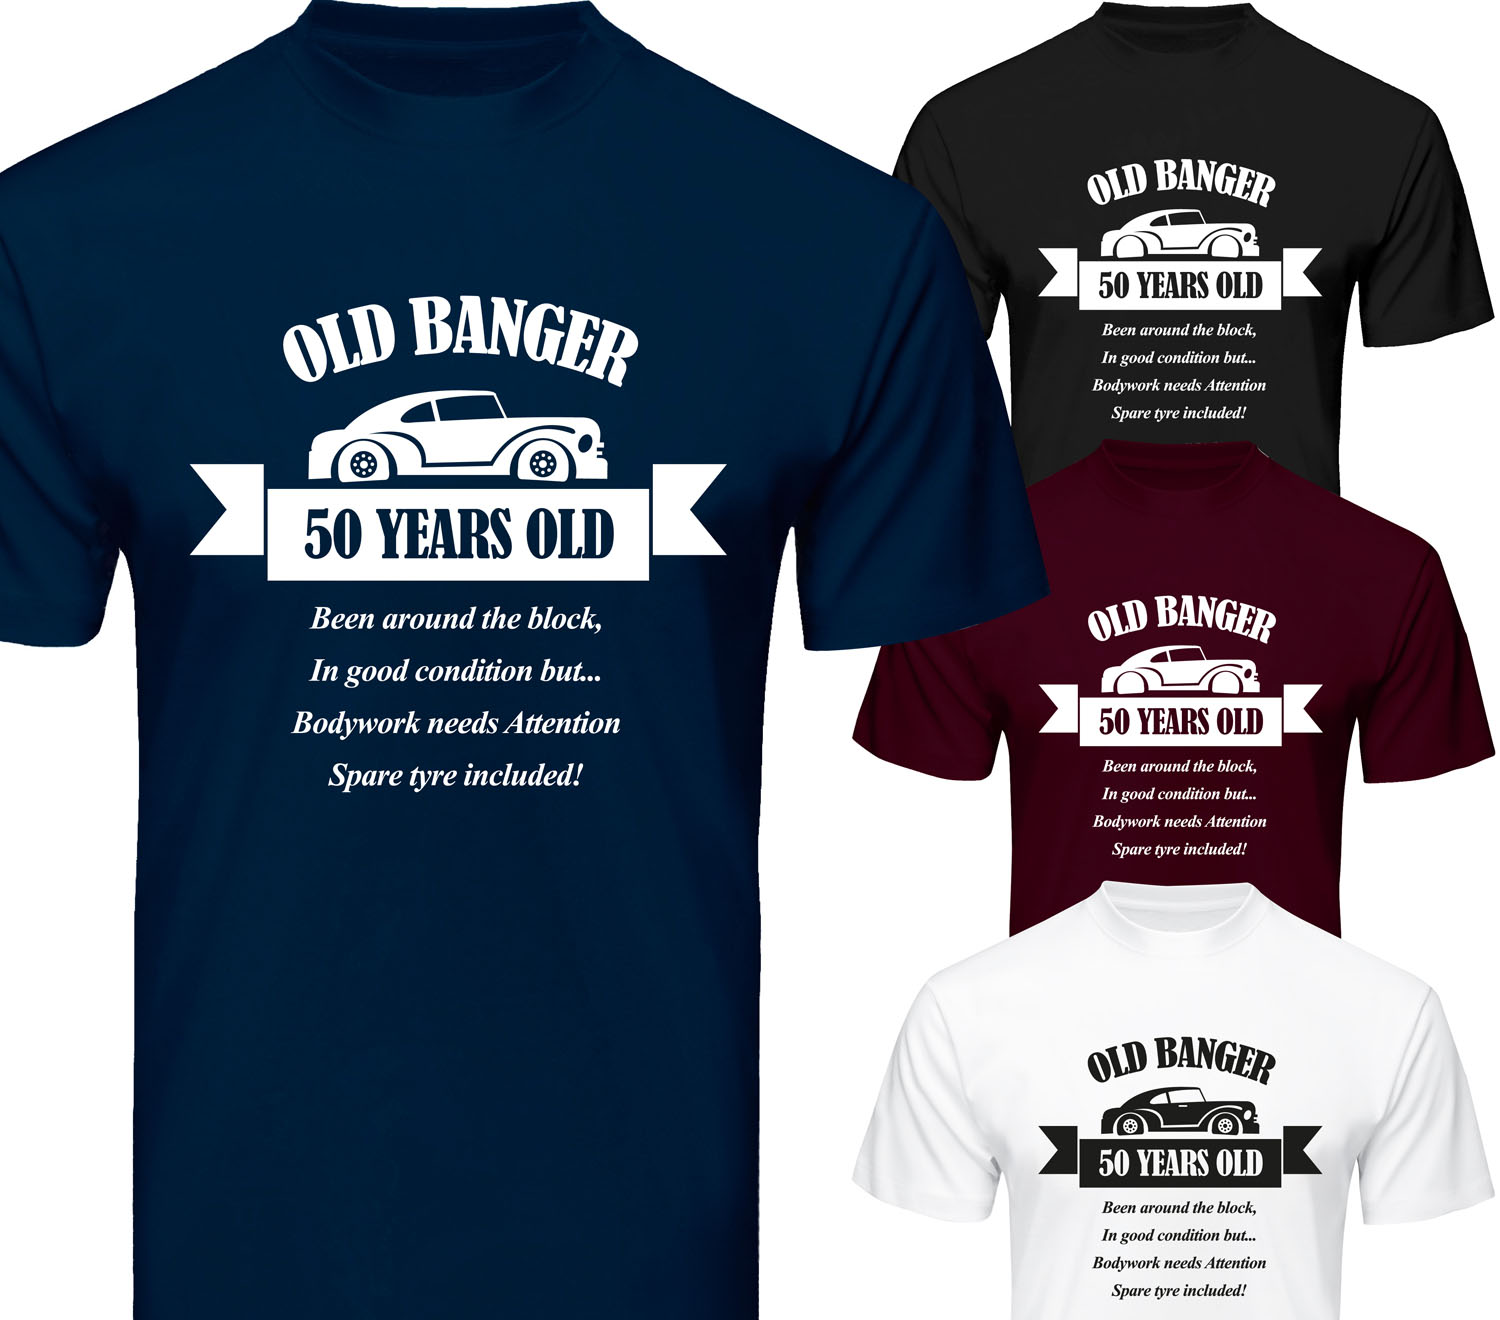 OLD BANGER
50 YEARS OLD
Been around the block,
In good condition but...
Bodywork needs Attention
Spare tyre included!
OLD BANGER
50 YEARS OLD
Been around the block,
In good condition but...
Bodywork needs Attention
Spare tyre included!
OLD BANGER
50 YEARS OLD
Been around the block,
In good condition but...
Bodywork needs Attention
Spare tyre included!
OLD BANGER
50 YEARS OLD
Been around the block,
In good condition but...
Bodywork needs Attention
Spare tyre included!